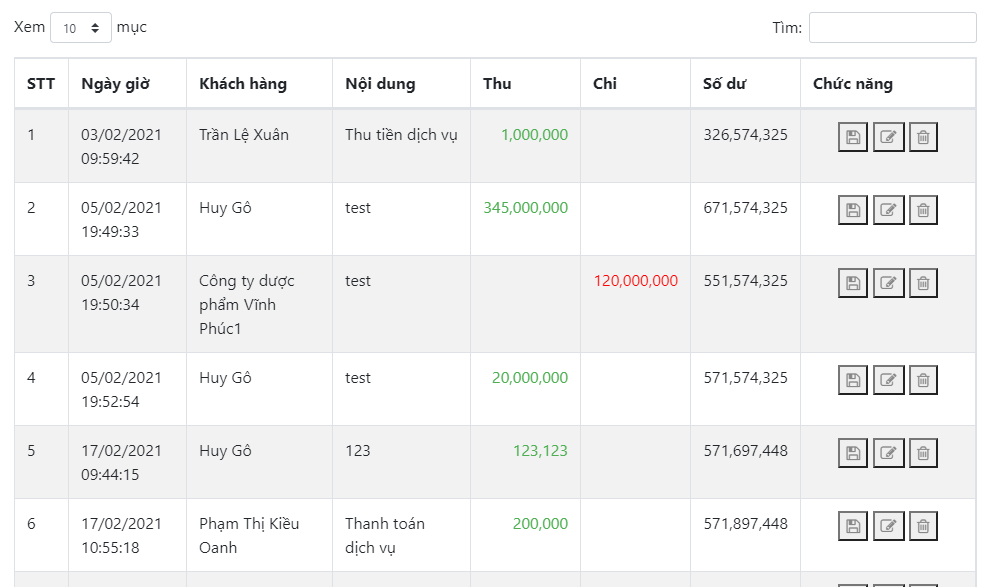 Xem 10 mục Tìm:
STT Ngày giờ Khách hàng Nội dung Thu Chi Số dư Chức năng
1 03/02/2021 Trần Lệ Xuân Thu tiền dịch vụ 1,000,000 326,574,325
09:59:42
2 05/02/2021 Huy Gô test 345,000,000 671,574,325
19:49:33
3 05/02/2021 Công ty dược test 120,000,000 551,574,325
19:50:34 phẩm Vĩnh
Phúc1
4 05/02/2021 Huy Gô test 20,000,000 571,574,325
19:52:54
5 17/02/2021 Huy Gô 123 123,123 571,697,448
09:44:15
6 17/02/2021 Phạm Thị Kiều Thanh toán 200,000 571,897,448
10:55:18 Oanh dịch vụ